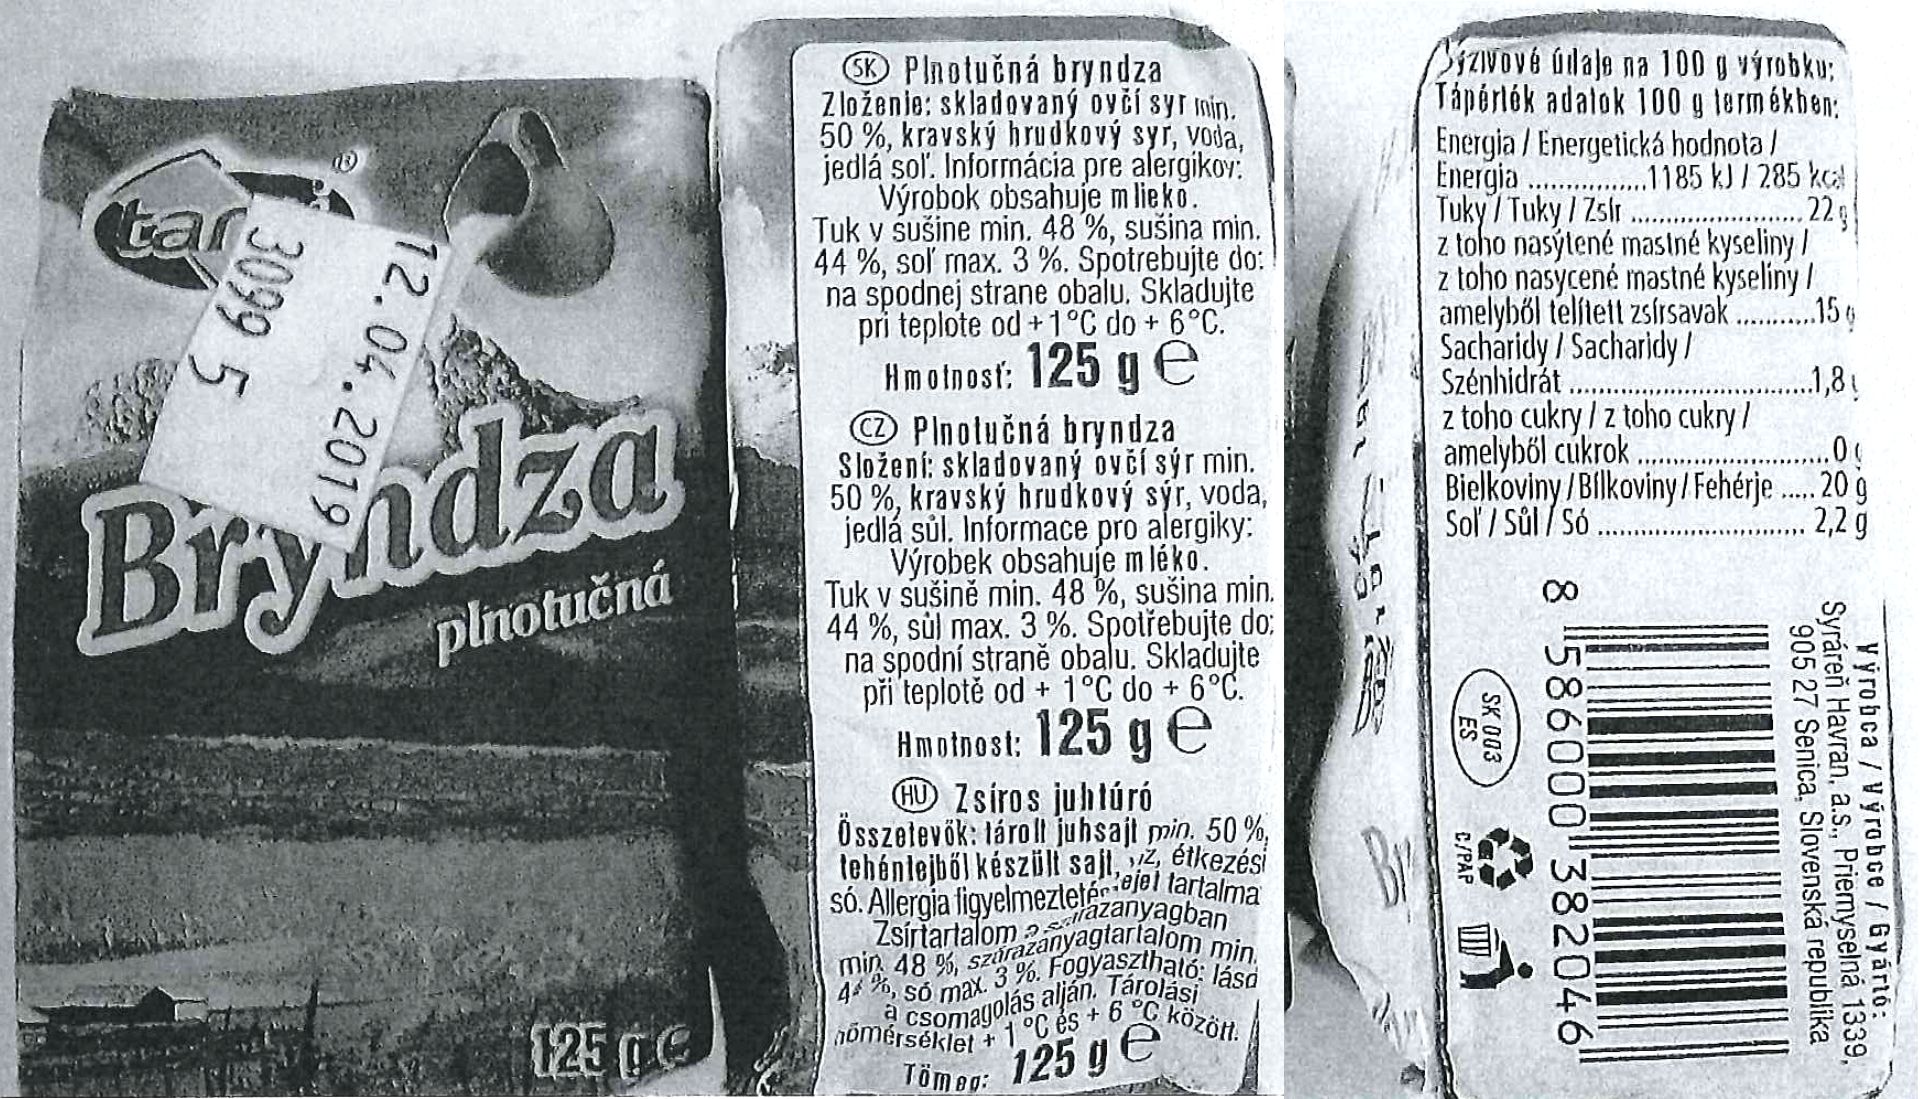 12. 04. 2019
3099 5
Bryndza
plnotučná
125 g e
SK Plnotučná bryndza
Zloženie: skladovaný ovčí syr min.
50 %, kravský hrudkový syr, voda,
jedlá soľ. Informácia pre alergikov:
Výrobok obsahuje mlieko.
Tuk v sušine min. 48 %, sušina min.
44 %, soľ max. 3 %. Spotrebujte do:
na spodnej strane obalu. Skladujte
pri teplote od +1°C do + 6°C.
Hmotnosť: 125 g e
CZ Plnotučná bryndza
Složení: skladovaný ovčí sýr min.
50 %, kravský hrudkový sýr, voda,
jedlá sůl. Informace pro alergiky:
Výrobek obsahuje mléko.
Tuk v sušině min. 48 %, sušina min.
44 %, sůl max. 3 %. Spotřebujte do:
na spodní straně obalu. Skladujte
při teplotě od + 1°C do + 6°C.
Hmotnost: 125 g e
HU Zsíros juhtúró
Összetevők: tárolt juhsajt min. 50 %,
tehéntejből készült sajt, víz, étkezési
só. Allergia figyelmeztetés: tejet tartalma
Zsírtartalom a szárazanyagban
min. 48 %, szárazanyagtartalom min.
44 %, só max. 3 %. Fogyasztható: lásd
a csomagolás alján. Tárolási
hőmérséklet + 1 °C és + 6 °C között.
Tömeg: 125 g e
Výživové údaje na 100 g výrobku:
Tápérték adatok 100 g termékben:
Energia / Energetická hodnota /
Energia .................1185 kJ / 285 kcal
Tuky / Tuky / Zsír ........................ 22 g
z toho nasýtené mastné kyseliny /
z toho nasycené mastné kyseliny /
amelyből telített zsírsavak ...........15 g
Sacharidy / Sacharidy /
Szénhidrát .................................1,8 g
z toho cukry / z toho cukry /
amelyből cukrok ..........................0 g
Bielkoviny / Bílkoviny / Fehérje ..... 20 g
Soľ / Sůl / Só ............................. 2,2 g
Výrobca / Výrobce / Gyártó:
Syráreň Havran, a.s., Priemyselná 1339,
905 27 Senica, Slovenská republika
8 586000 382046
SK 003
ES
C/PAP